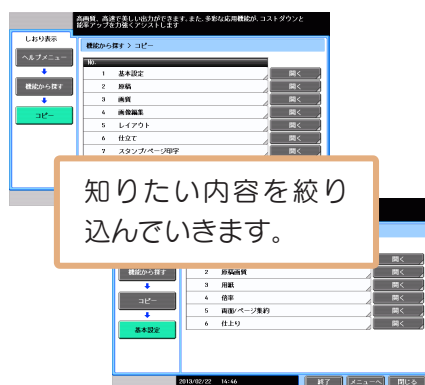 高画質、高速で美しい出力ができます。また、多彩な応用機能が、コストダウンと
能率アップを力強くアシストします
しおり表示
ヘルプメニュー
機能から探す
コピー
機能から探す > コピー
No.
1 基本設定 開く
2 原稿 開く
3 画質 開く
4 画像編集 開く
5 レイアウト 開く
6 仕立て 開く
7 スタンプ/ページ印字 開く
知りたい内容を絞り
込んでいきます。
機能から探す
コピー
基本設定
開く
2 原稿画質 開く
3 用紙 開く
4 倍率 開く
5 両面/ページ集約 開く
6 仕上り 開く
2013/02/22 14:46
終了 メニューへ 閉じる